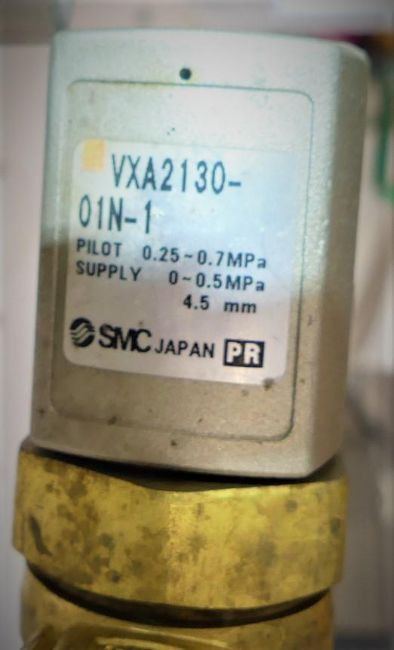 VXA2130-
01N-1
PILOT 0.25~0.7MPa
SUPPLY 0~0.5MPa
4.5 mm
SMC JAPAN PR